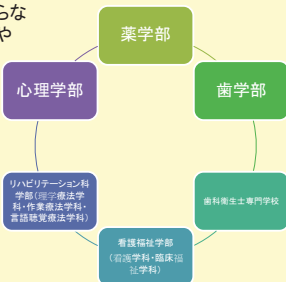 らな
や
薬学部
心理学部
歯学部
リハビリテーション科
学部(理学療法学
科・作業療法学科・
言語聴覚療法学科)
歯科衛生士専門学校
看護福祉学部
(看護学科・臨床福
祉学科)